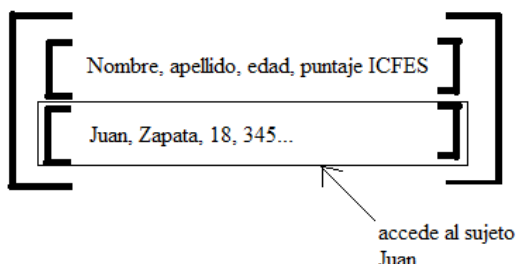 Nombre, apellido, edad, puntaje ICFES
Juan, Zapata, 18, 345...
accede al sujeto
Juan